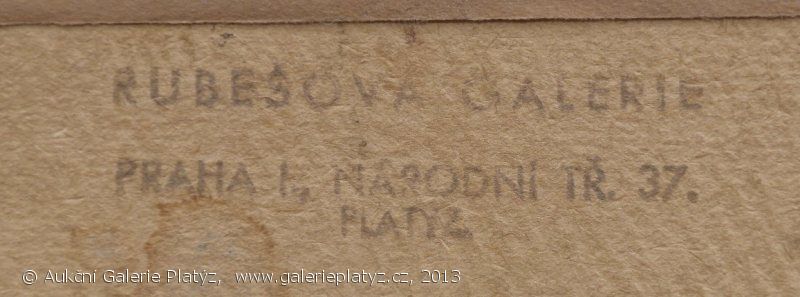 RUBEŠOVA GALERIE
PRAHA I., NÁRODNÍ TŘ. 37.
PLATÝZ.
© Aukční Galerie Platýz, www.galerieplatyz.cz, 2013